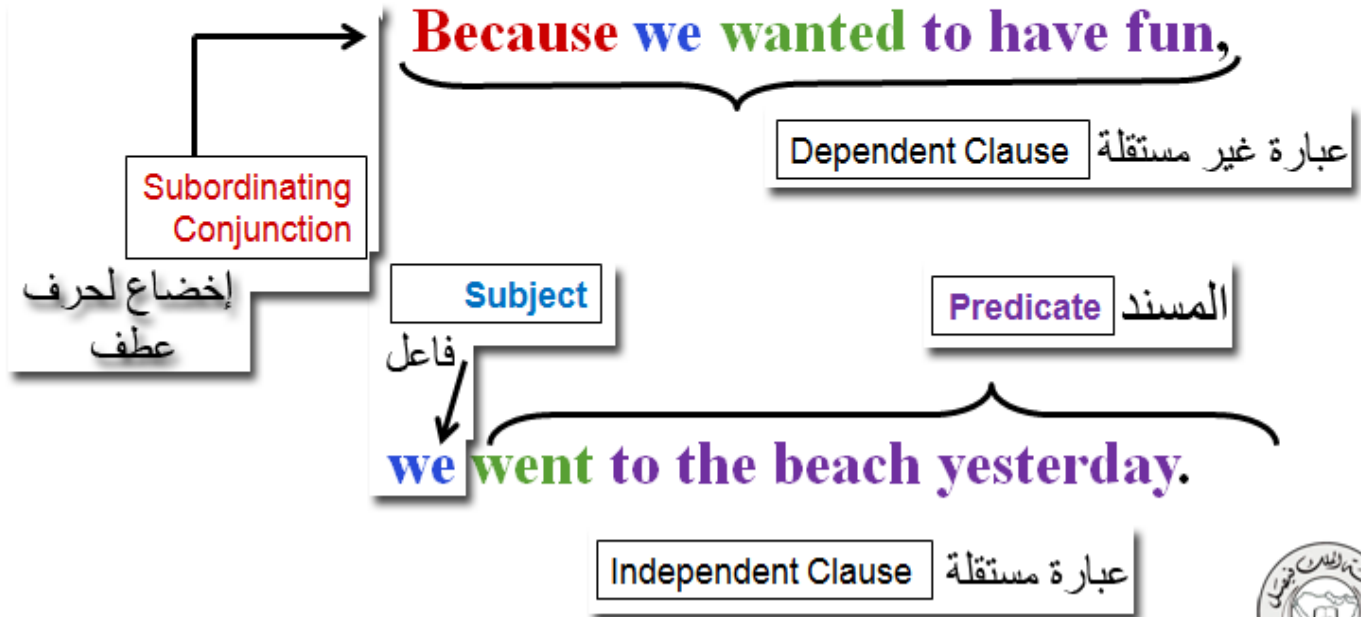 Because we wanted to have fun,
Dependent Clause عبارة غير مستقلة
Subordinating
Conjunction
إخضاع لحرف
عطف
Subject
فاعل
Predicate المسند
we went to the beach yesterday.
Independent Clause عبارة مستقلة